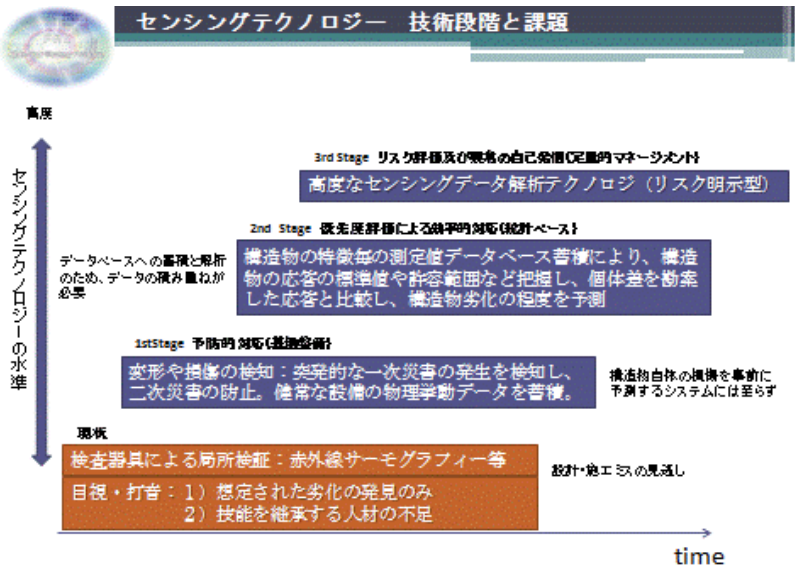 センシングテクノロジー 技術段階と課題
高度
センシングテクノロジーの水準
3rd Stage リスク評価及び現象の自己発信(定量的マネージメント)
高度なセンシングデータ解析テクノロジ（リスク明示型）
2nd Stage 優先度評価による効率的対応(統計ベース)
データベースへの蓄積と解析
のため、データの積み重ねが
必要
構造物の特徴毎の測定値データベース蓄積により、構造
物の応答の標準値や許容範囲など把握し、個体差を勘案
した応答と比較し、構造物劣化の程度を予測
1stStage 予防的対応(基盤整備)
変形や損傷の検知：突発的な一次災害の発生を検知し、
二次災害の防止。健常な設備の物理挙動データを蓄積。
構造物自体の損傷を事前に
予測するシステムには至らず
現状
検査器具による局所検証：赤外線サーモグラフィー等
目視・打音：1）想定された劣化の発見のみ
2）技能を継承する人材の不足
設計・施工ミスの見逃し
time